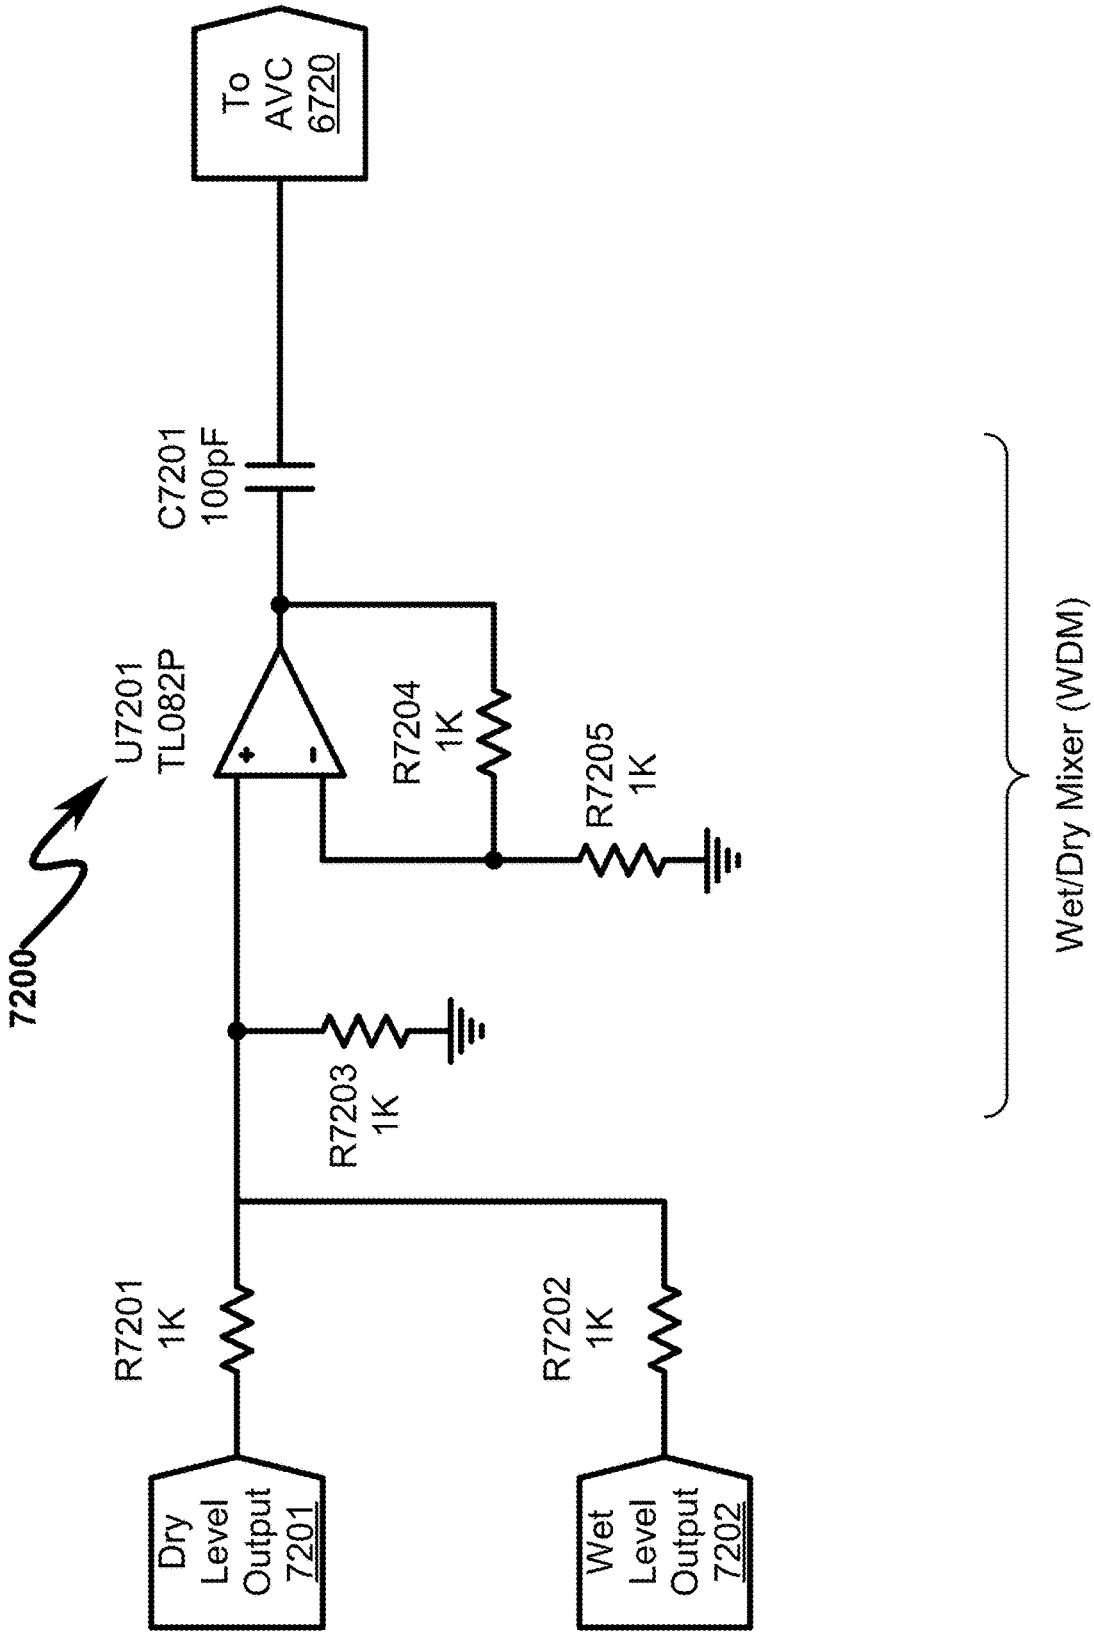 7200
Dry
Level
Output
7201
R7201
1K
Wet
Level
Output
7202
R7202
1K
R7203
1K
U7201
TL082P
+
-
R7204
1K
R7205
1K
C7201
100pF
To
AVC
6720
Wet/Dry Mixer (WDM)